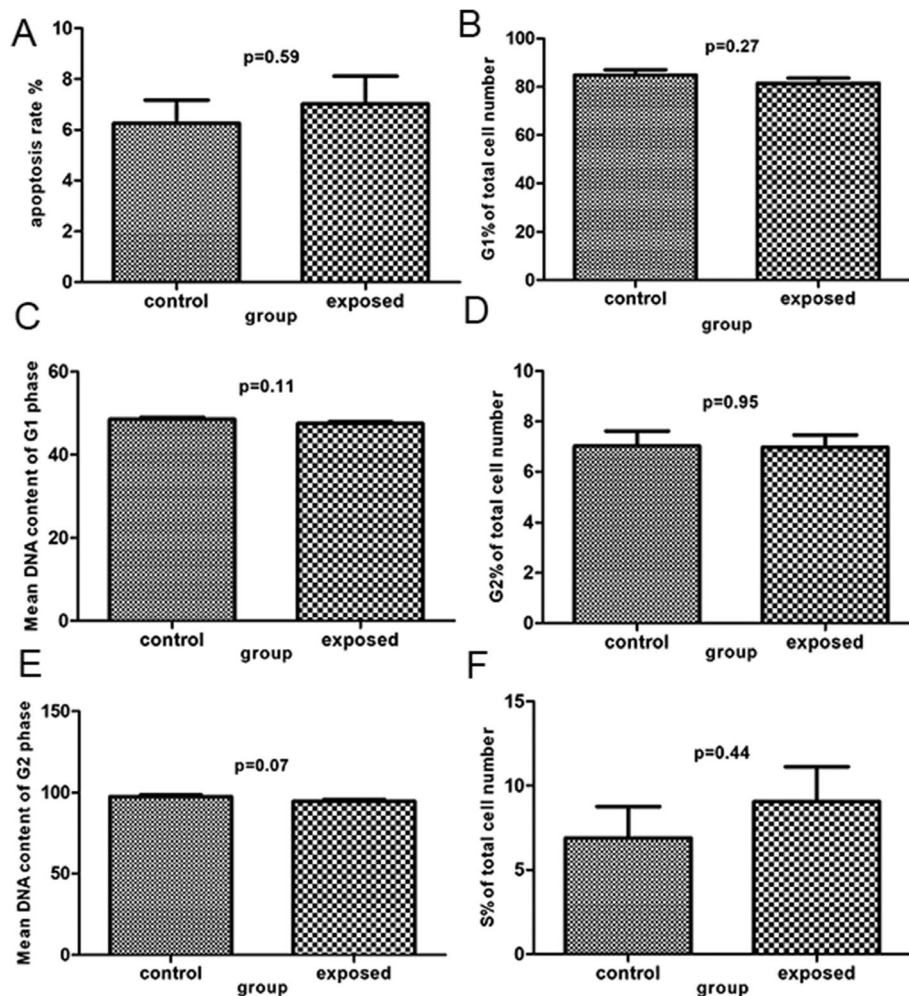 A
apoptosis rate %
10
8
6
4
2
0
p=0.59
control
exposed
group
B
G1% of total cell number
100
80
60
40
20
0
p=0.27
control
exposed
group
C
Mean DNA content of G1 phase
60
40
20
0
p=0.11
control
exposed
group
D
G2% of total cell number
10
8
6
4
2
0
p=0.95
control
exposed
group
E
Mean DNA content of G2 phase
150
100
50
0
p=0.07
control
exposed
group
F
S% of total cell number
15
10
5
0
p=0.44
control
exposed
group